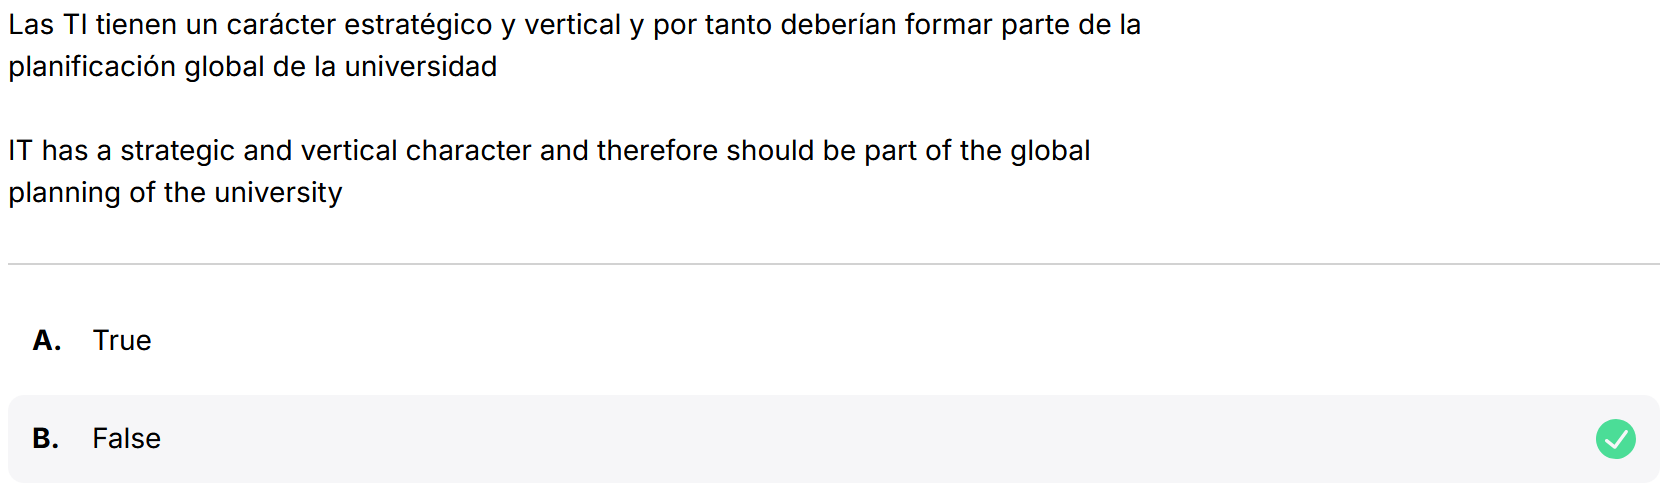 Las TI tienen un carácter estratégico y vertical y por tanto deberían formar parte de la
planificación global de la universidad
IT has a strategic and vertical character and therefore should be part of the global
planning of the university
A. True
B. False